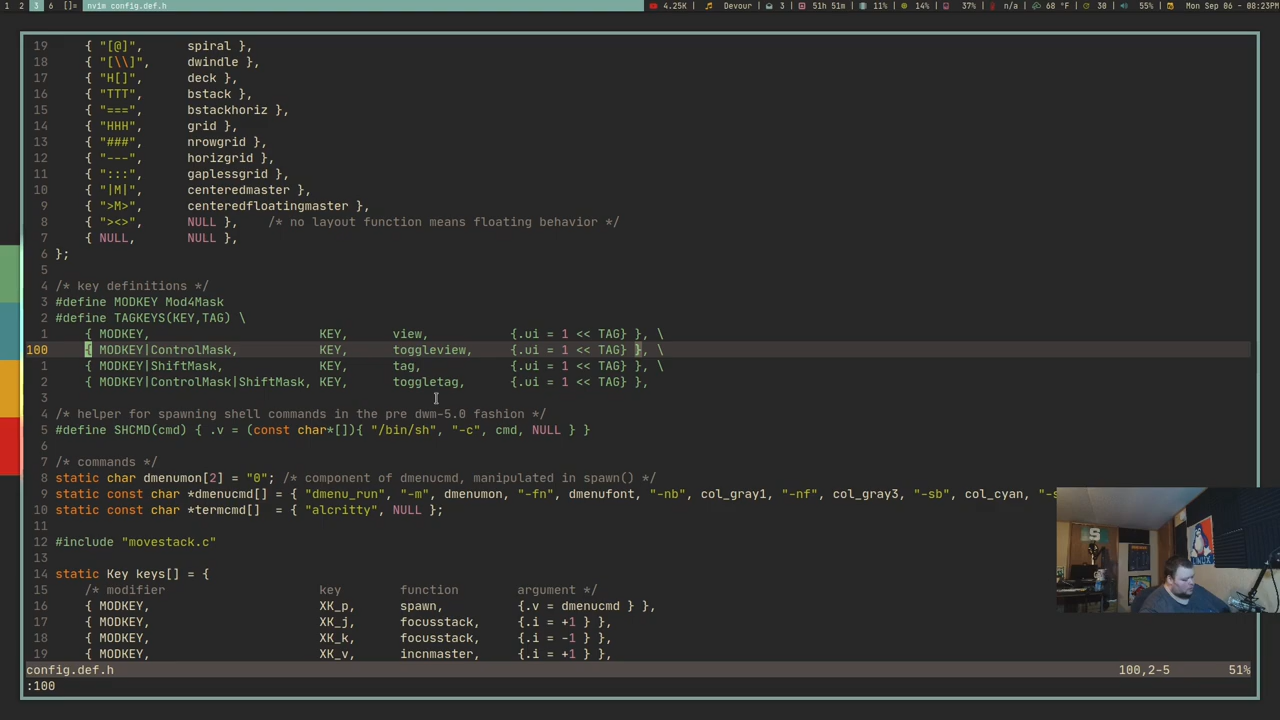 1 2 3 6 []= nvim config.def.h 4.25K | Devour | 3 | 51h 51m | 11% | 14% | 37% | n/a | 68 °F | 30 | 55% | Mon Sep 06 - 08:23PM
19 { "[@]", spiral },
18 { "[\\]", dwindle },
17 { "H[]", deck },
16 { "TTT", bstack },
15 { "===", bstackhoriz },
14 { "HHH", grid },
13 { "###", nrowgrid },
12 { "---", horizgrid },
11 { ":::", gaplessgrid },
10 { "|M|", centeredmaster },
9 { ">M>", centeredfloatingmaster },
8 { "><>", NULL }, /* no layout function means floating behavior */
7 { NULL, NULL },
6 };
5
4 /* key definitions */
3 #define MODKEY Mod4Mask
2 #define TAGKEYS(KEY,TAG) \
1 { MODKEY, KEY, view, {.ui = 1 << TAG} }, \
100 { MODKEY|ControlMask, KEY, toggleview, {.ui = 1 << TAG} }, \
1 { MODKEY|ShiftMask, KEY, tag, {.ui = 1 << TAG} }, \
2 { MODKEY|ControlMask|ShiftMask, KEY, toggletag, {.ui = 1 << TAG} },
3
4 /* helper for spawning shell commands in the pre dwm-5.0 fashion */
5 #define SHCMD(cmd) { .v = (const char*[]){ "/bin/sh", "-c", cmd, NULL } }
6
7 /* commands */
8 static char dmenumon[2] = "0"; /* component of dmenucmd, manipulated in spawn() */
9 static const char *dmenucmd[] = { "dmenu_run", "-m", dmenumon, "-fn", dmenufont, "-nb", col_gray1, "-nf", col_gray3, "-sb", col_cyan, "-s
10 static const char *termcmd[] = { "alcritty", NULL };
11
12 #include "movestack.c"
13
14 static Key keys[] = {
15 /* modifier key function argument */
16 { MODKEY, XK_p, spawn, {.v = dmenucmd } },
17 { MODKEY, XK_j, focusstack, {.i = +1 } },
18 { MODKEY, XK_k, focusstack, {.i = -1 } },
19 { MODKEY, XK_v, incnmaster, {.i = +1 } },
config.def.h 100,2-5 51%
:100